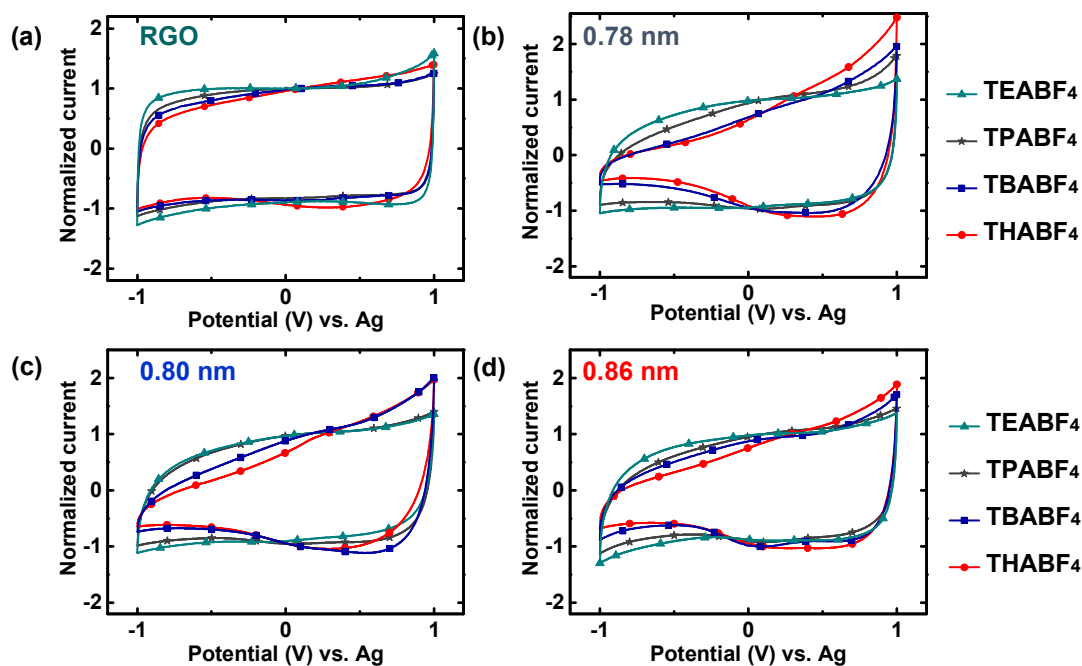 (a)
RGO
Normalized current
2
1
0
-1
-2
-1
0
1
Potential (V) vs. Ag
(b)
0.78 nm
Normalized current
2
1
0
-1
-2
-1
0
1
Potential (V) vs. Ag
TEABF4
TPABF4
TBABF4
THABF4
(c)
0.80 nm
Normalized current
2
1
0
-1
-2
-1
0
1
Potential (V) vs. Ag
(d)
0.86 nm
Normalized current
2
1
0
-1
-2
-1
0
1
Potential (V) vs. Ag
TEABF4
TPABF4
TBABF4
THABF4